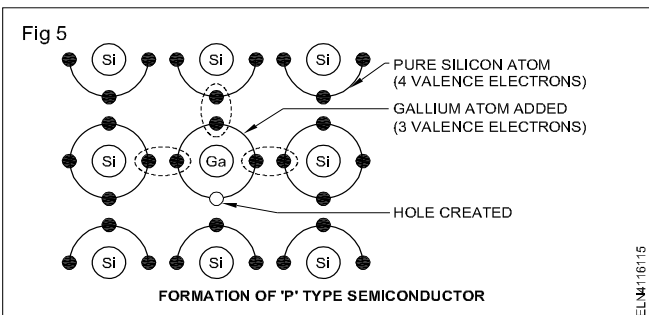 Fig 5
Si Si Si
PURE SILICON ATOM
(4 VALENCE ELECTRONS)
GALLIUM ATOM ADDED
(3 VALENCE ELECTRONS)
Si Ga Si
HOLE CREATED
Si Si Si
FORMATION OF 'P' TYPE SEMICONDUCTOR
ELN4116115